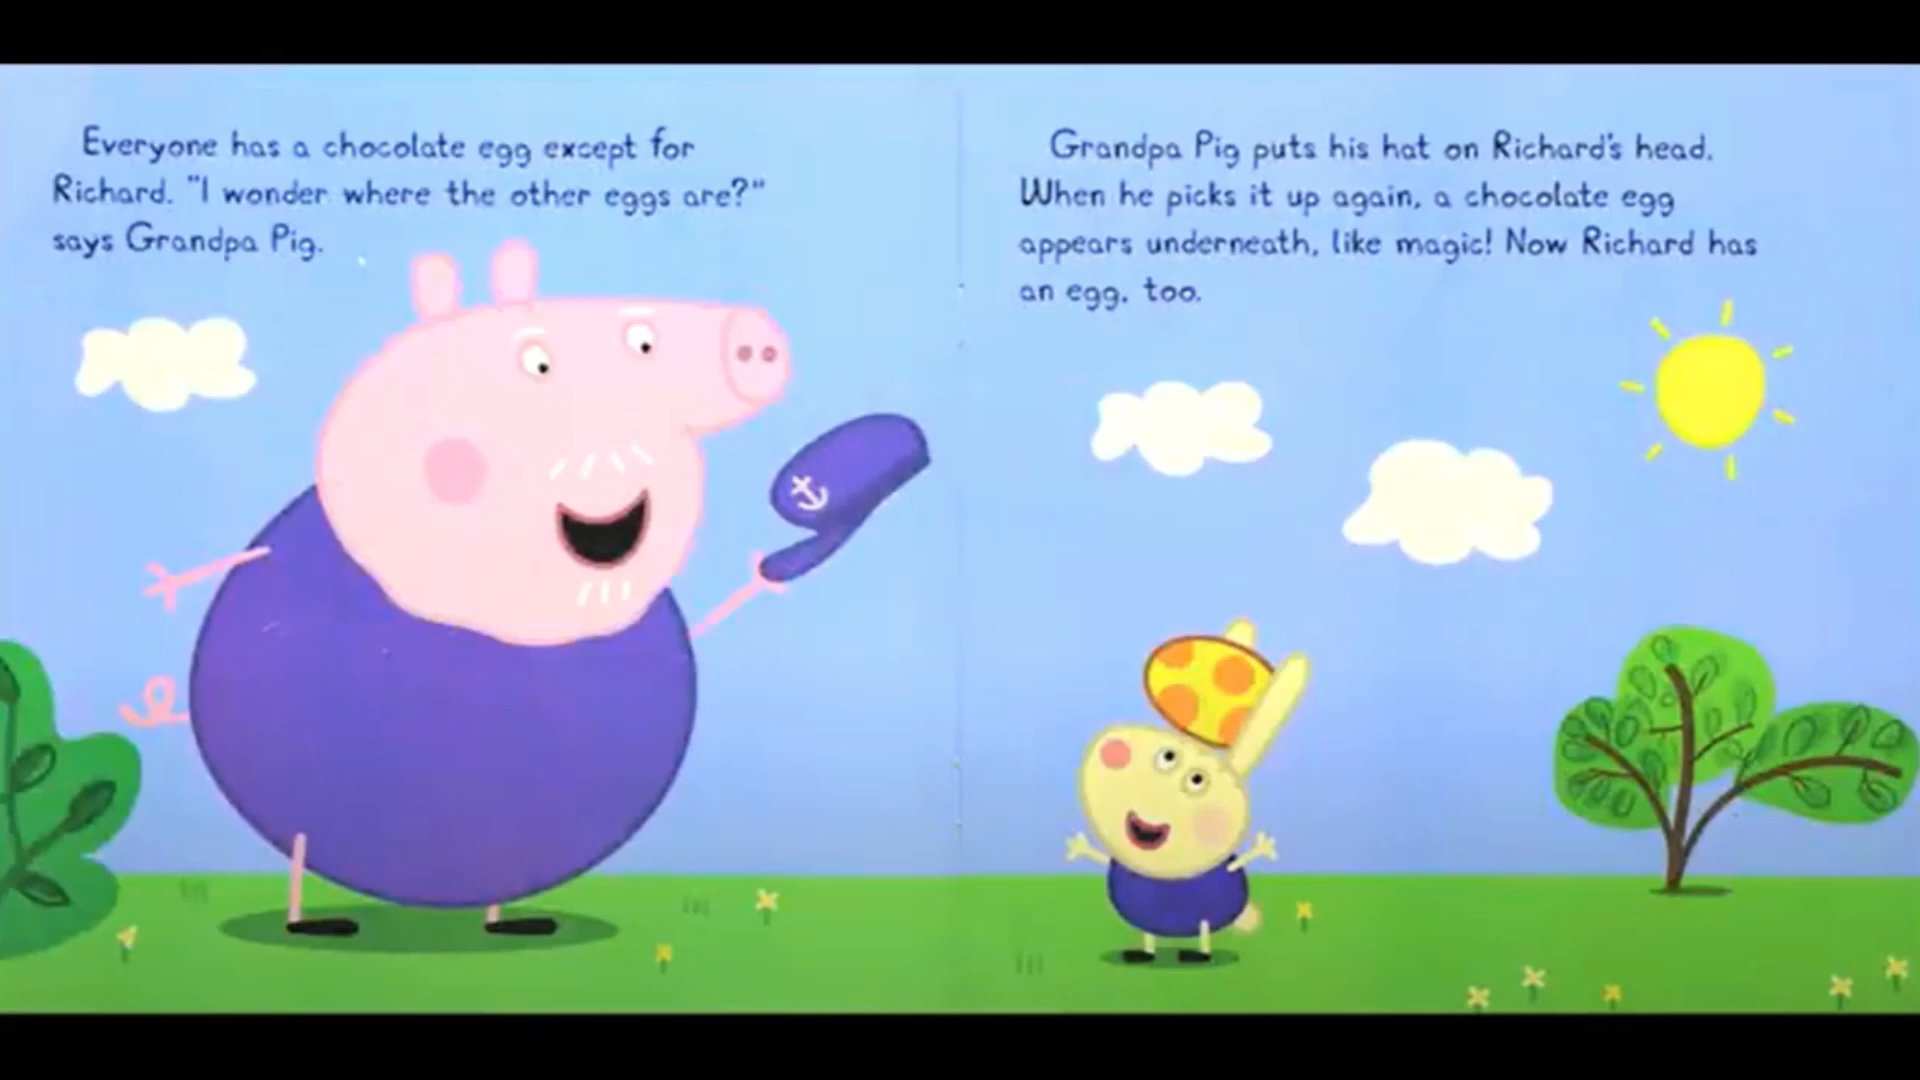 Everyone has a chocolate egg except for
Richard. "I wonder where the other eggs are?"
says Grandpa Pig.
Grandpa Pig puts his hat on Richard's head.
When he picks it up again, a chocolate egg
appears underneath, like magic! Now Richard has
an egg, too.